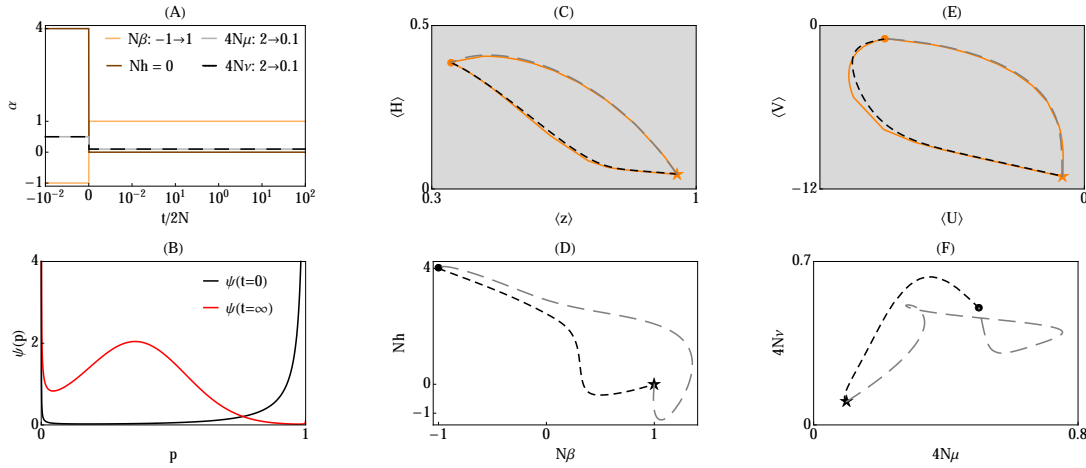 (A)
4
1
0
−1
α
Nβ: −1→1
4Nμ: 2→0.1
Nh = 0
4Nν: 2→0.1
−10⁻²
0
10⁻²
10⁻¹
10⁰
10¹
10²
t/2N
(C)
0.5
⟨H⟩
0
0.3
1
⟨z⟩
(E)
0
⟨V⟩
−12
−6
0
⟨U⟩
(B)
4
2
0
ψ(p)
ψ(t=0)
ψ(t=∞)
0
1
p
(D)
4
Nh
0
−1
−1
0
1
Nβ
(F)
0.7
4Nν
0
0
0.8
4Nμ